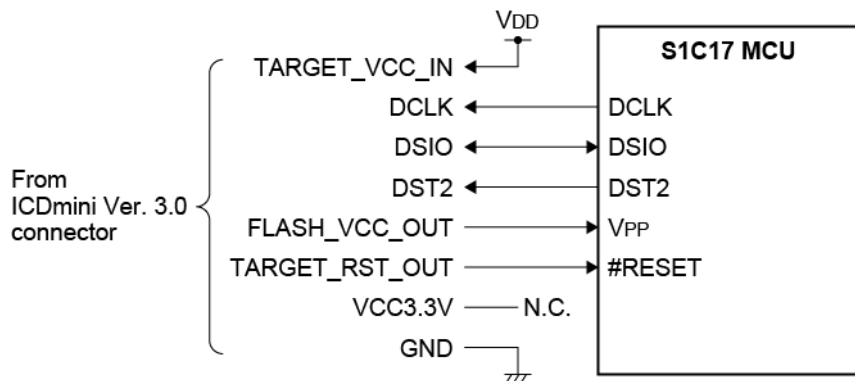 VDD
S1C17 MCU
TARGET_VCC_IN
DCLK DCLK
DSIO DSIO
DST2 DST2
From
ICDmini Ver. 3.0
connector
FLASH_VCC_OUT VPP
TARGET_RST_OUT #RESET
VCC3.3V N.C.
GND